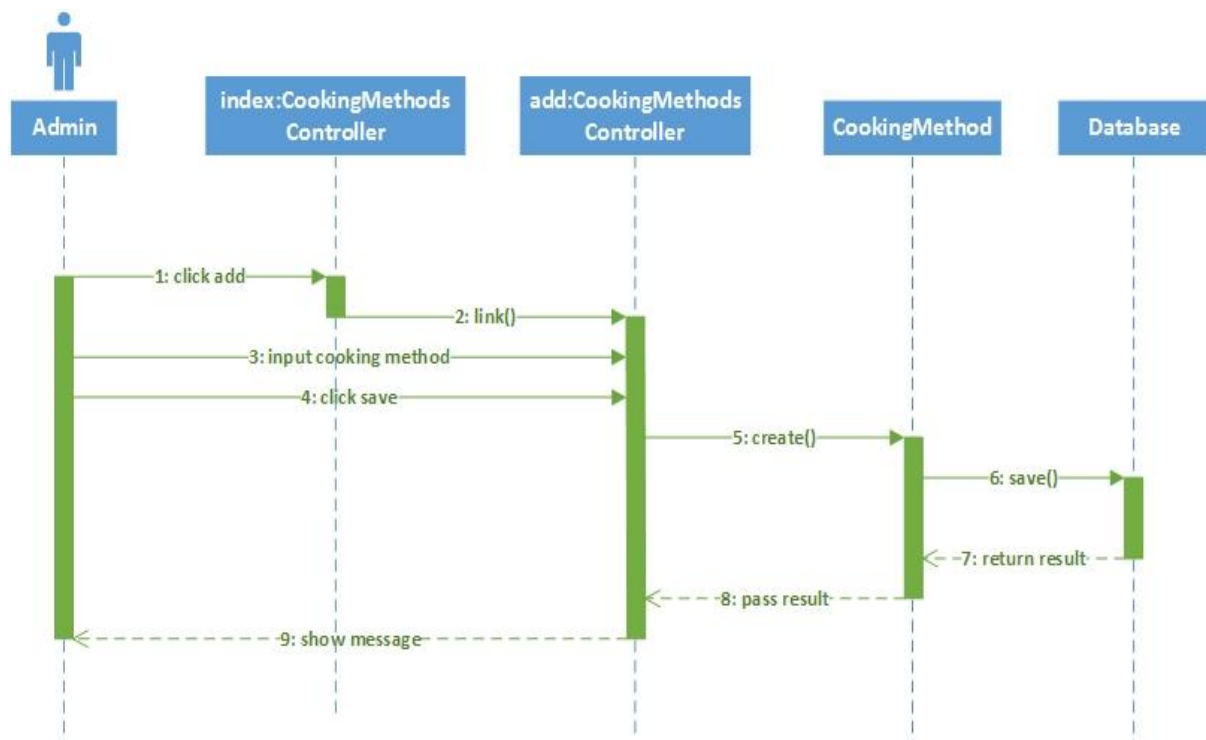 Admin
index:CookingMethods
Controller
add:CookingMethods
Controller
CookingMethod
Database
1: click add
2: link()
3: input cooking method
4: click save
5: create()
6: save()
7: return result
8: pass result
9: show message